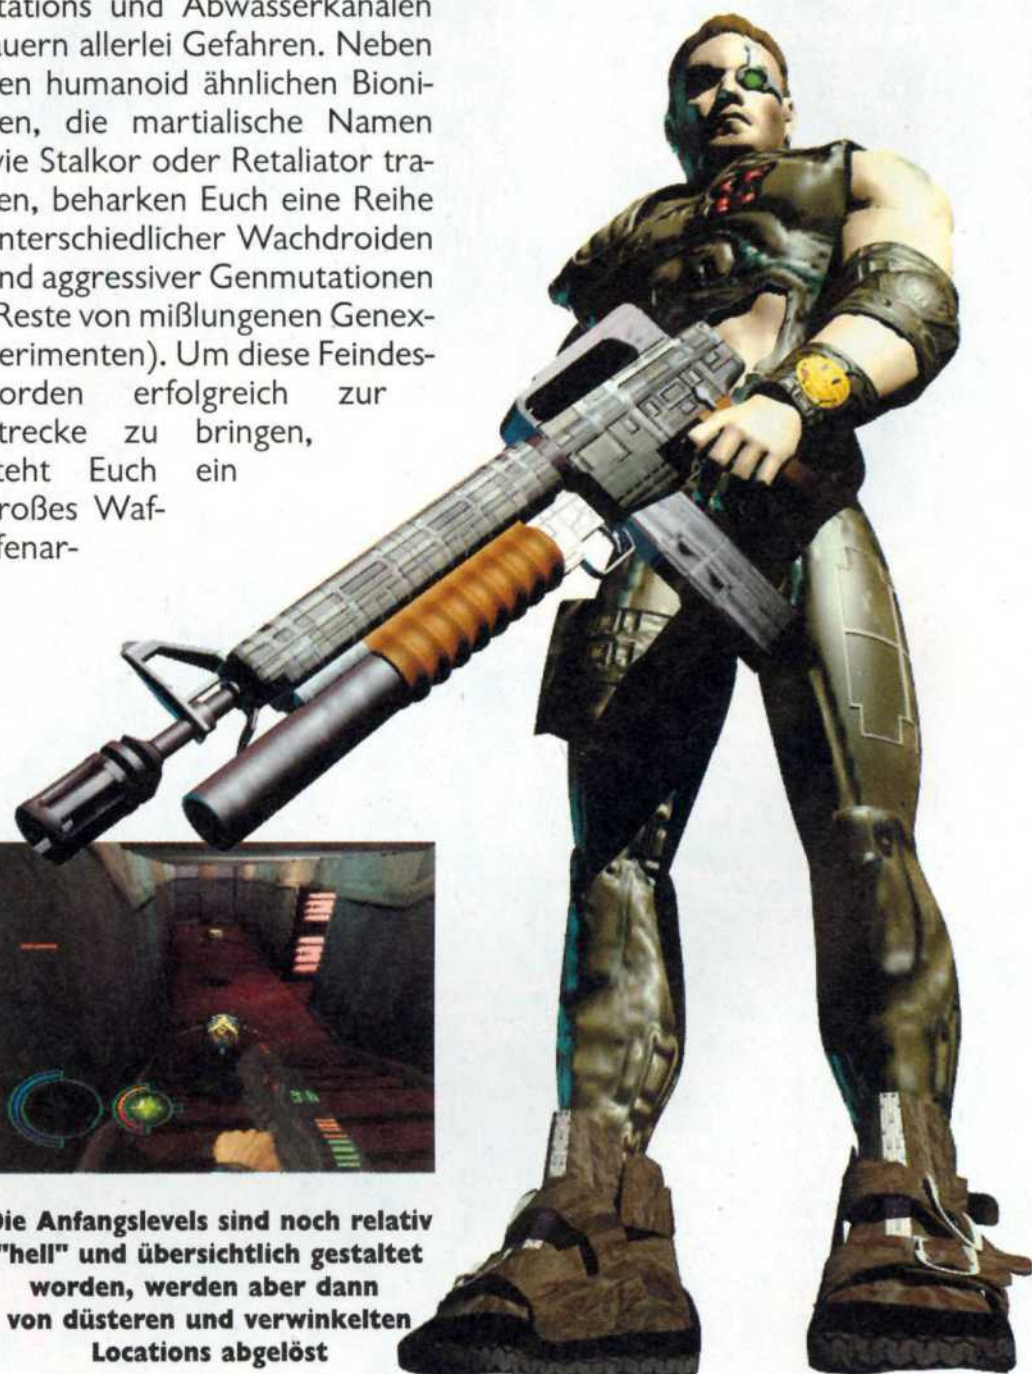 tations und Abwasserkanälen
auern allerlei Gefahren. Neben
en humanoid ähnlichen Bioni-
en, die martialische Namen
vie Stalkor oder Retaliator tra-
en, beharken Euch eine Reihe
nterschiedlicher Wachdroiden
nd aggressiver Genmutationen
Reste von mißlungenen Genex-
erimenten). Um diese Feindes-
orden erfolgreich zur
trecke zu bringen,
teht Euch ein
roßes Waf-
fenar-
Die Anfangslevels sind noch relativ
"hell" und übersichtlich gestaltet
worden, werden aber dann
von düsteren und verwinkelten
Locations abgelöst